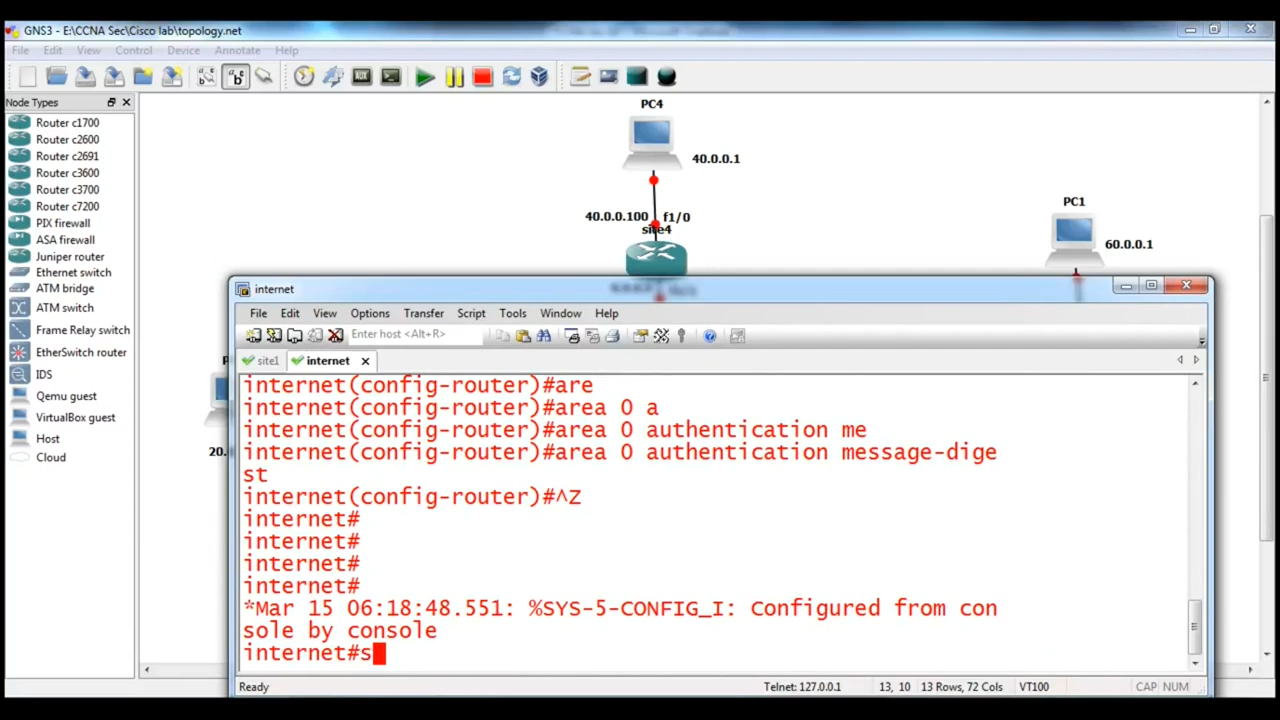 GNS3 - E:\CCNA Sec\Cisco lab\topology.net
File Edit View Control Device Annotate Help
Node Types
Router c1700
Router c2600
Router c2691
Router c3600
Router c3700
Router c7200
PIX firewall
ASA firewall
Juniper router
Ethernet switch
ATM bridge
ATM switch
Frame Relay switch
EtherSwitch router
IDS
Qemu guest
VirtualBox guest
Host
Cloud
PC4
40.0.0.1
40.0.0.100 f1/0
site4
PC1
60.0.0.1
20.
internet
File Edit View Options Transfer Script Tools Window Help
Enter host <Alt+R>
site1 internet
internet(config-router)#are
internet(config-router)#area 0 a
internet(config-router)#area 0 authentication me
internet(config-router)#area 0 authentication message-dige
st
internet(config-router)#^Z
internet#
internet#
internet#
internet#
*Mar 15 06:18:48.551: %SYS-5-CONFIG_I: Configured from con
sole by console
internet#s
Ready Telnet: 127.0.0.1 13, 10 13 Rows, 72 Cols VT100 CAP NUM